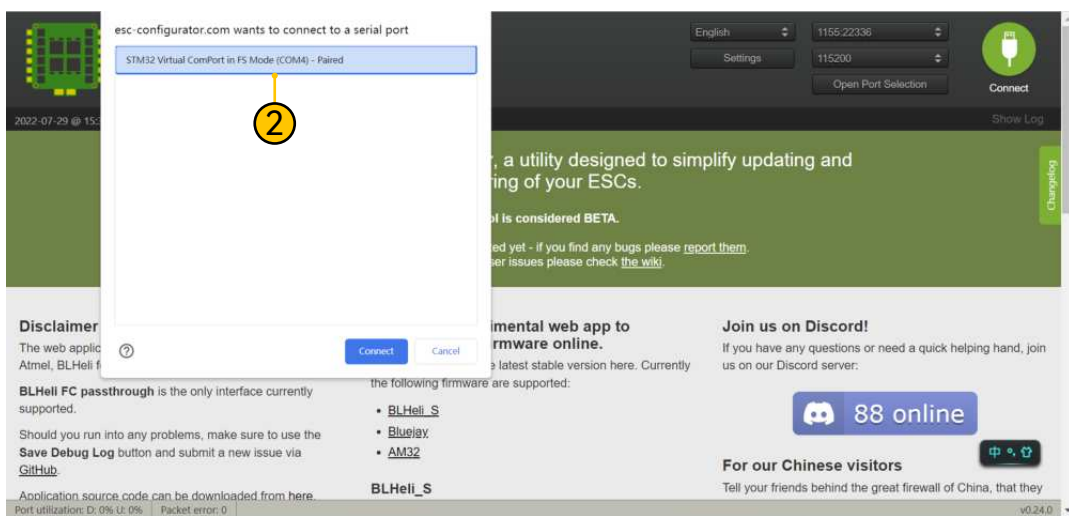 esc-configurator.com wants to connect to a serial port
STM32 Virtual ComPort in FS Mode (COM4) - Paired
2
Connect
Cancel
English
1155:22336
Settings
115200
Open Port Selection
Connect
2022-07-29 @ 15:
Show Log
Changelog
, a utility designed to simplify updating and
ring of your ESCs.
ol is considered BETA.
ted yet - if you find any bugs please report them.
ser issues please check the wiki.
Disclaimer
The web applic
Atmel, BLHeli f
BLHeli FC passthrough is the only interface currently
supported.
Should you run into any problems, make sure to use the
Save Debug Log button and submit a new issue via
GitHub.
Application source code can be downloaded from here.
imental web app to
rmware online.
latest stable version here. Currently
the following firmware are supported:
• BLHeli_S
• Bluejay
• AM32
BLHeli_S
Join us on Discord!
If you have any questions or need a quick helping hand, join
us on our Discord server:
88 online
For our Chinese visitors
Tell your friends behind the great firewall of China, that they
中
Port utilization: D: 0% U: 0%
Packet error: 0
v0.24.0